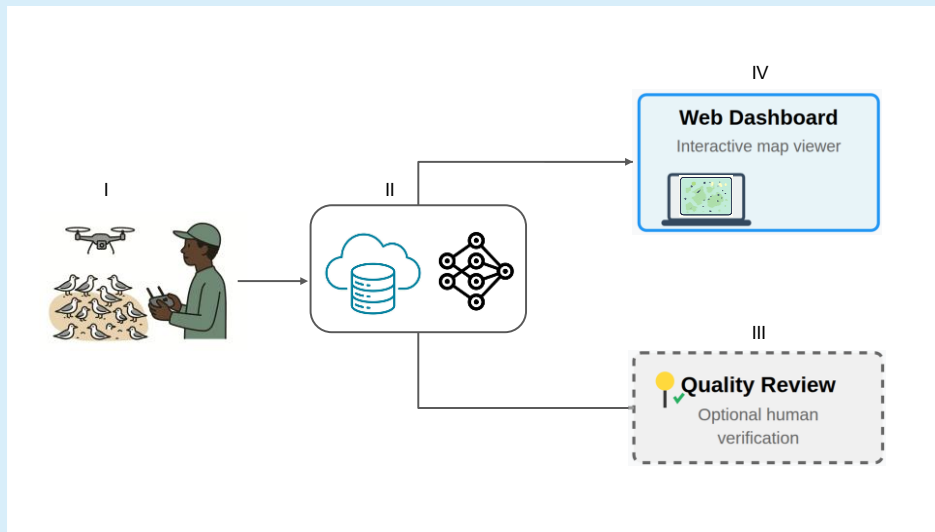 I
II
IV
Web Dashboard
Interactive map viewer
III
Quality Review
Optional human
verification